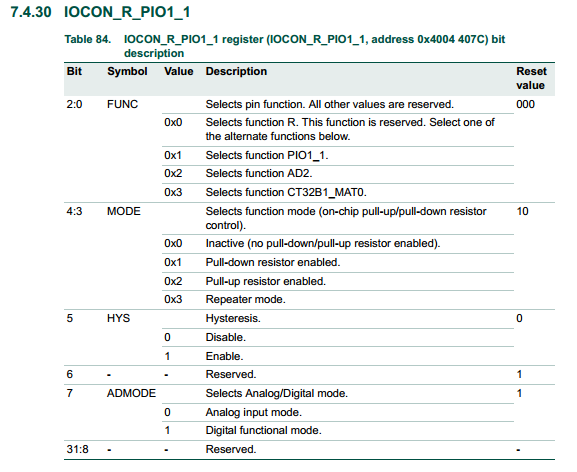 7.4.30 IOCON_R_PIO1_1
Table 84. IOCON_R_PIO1_1 register (IOCON_R_PIO1_1, address 0x4004 407C) bit
description
Bit Symbol Value Description Reset
value
2:0 FUNC Selects pin function. All other values are reserved. 000
0x0 Selects function R. This function is reserved. Select one of
the alternate functions below.
0x1 Selects function PIO1_1.
0x2 Selects function AD2.
0x3 Selects function CT32B1_MAT0.
4:3 MODE Selects function mode (on-chip pull-up/pull-down resistor 10
control).
0x0 Inactive (no pull-down/pull-up resistor enabled).
0x1 Pull-down resistor enabled.
0x2 Pull-up resistor enabled.
0x3 Repeater mode.
5 HYS Hysteresis. 0
0 Disable.
1 Enable.
6 - - Reserved. 1
7 ADMODE Selects Analog/Digital mode. 1
0 Analog input mode.
1 Digital functional mode.
31:8 - - Reserved. -